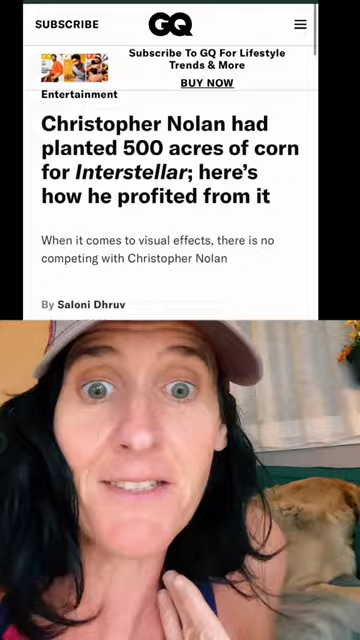 SUBSCRIBE
GQ
Subscribe To GQ For Lifestyle
Trends & More
BUY NOW
Entertainment
Christopher Nolan had
planted 500 acres of corn
for Interstellar; here's
how he profited from it
When it comes to visual effects, there is no
competing with Christopher Nolan
By Saloni Dhruv